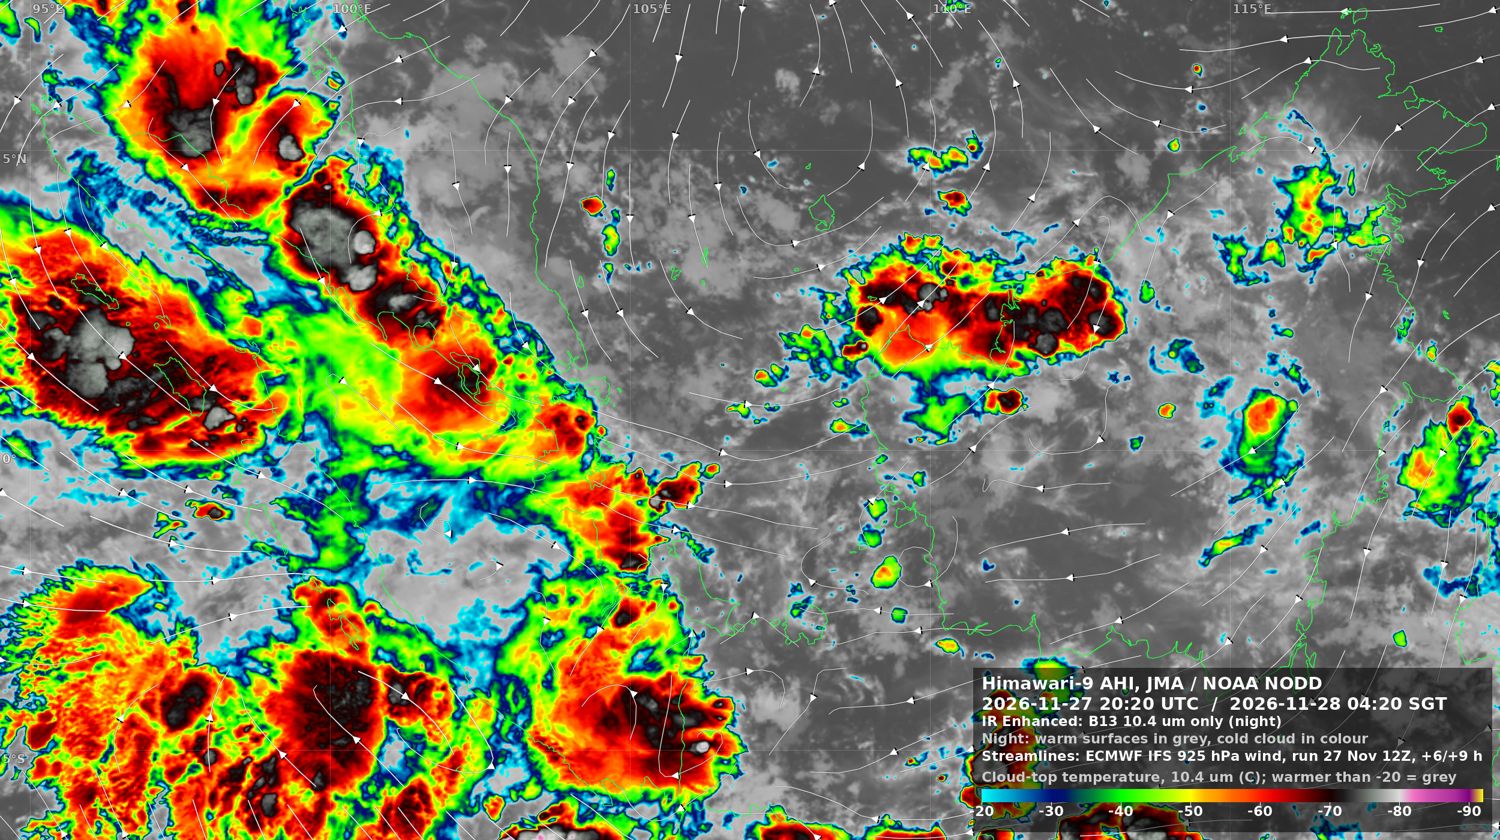 95°E 100°E 105°E 110°E 115°E
5°N
0°
5°S
Himawari-9 AHI, JMA / NOAA NODD
2026-11-27 20:20 UTC / 2026-11-28 04:20 SGT
IR Enhanced: B13 10.4 um only (night)
Night: warm surfaces in grey, cold cloud in colour
Streamlines: ECMWF IFS 925 hPa wind, run 27 Nov 12Z, +6/+9 h
Cloud-top temperature, 10.4 um (C); warmer than -20 = grey
-20 -30 -40 -50 -60 -70 -80 -90